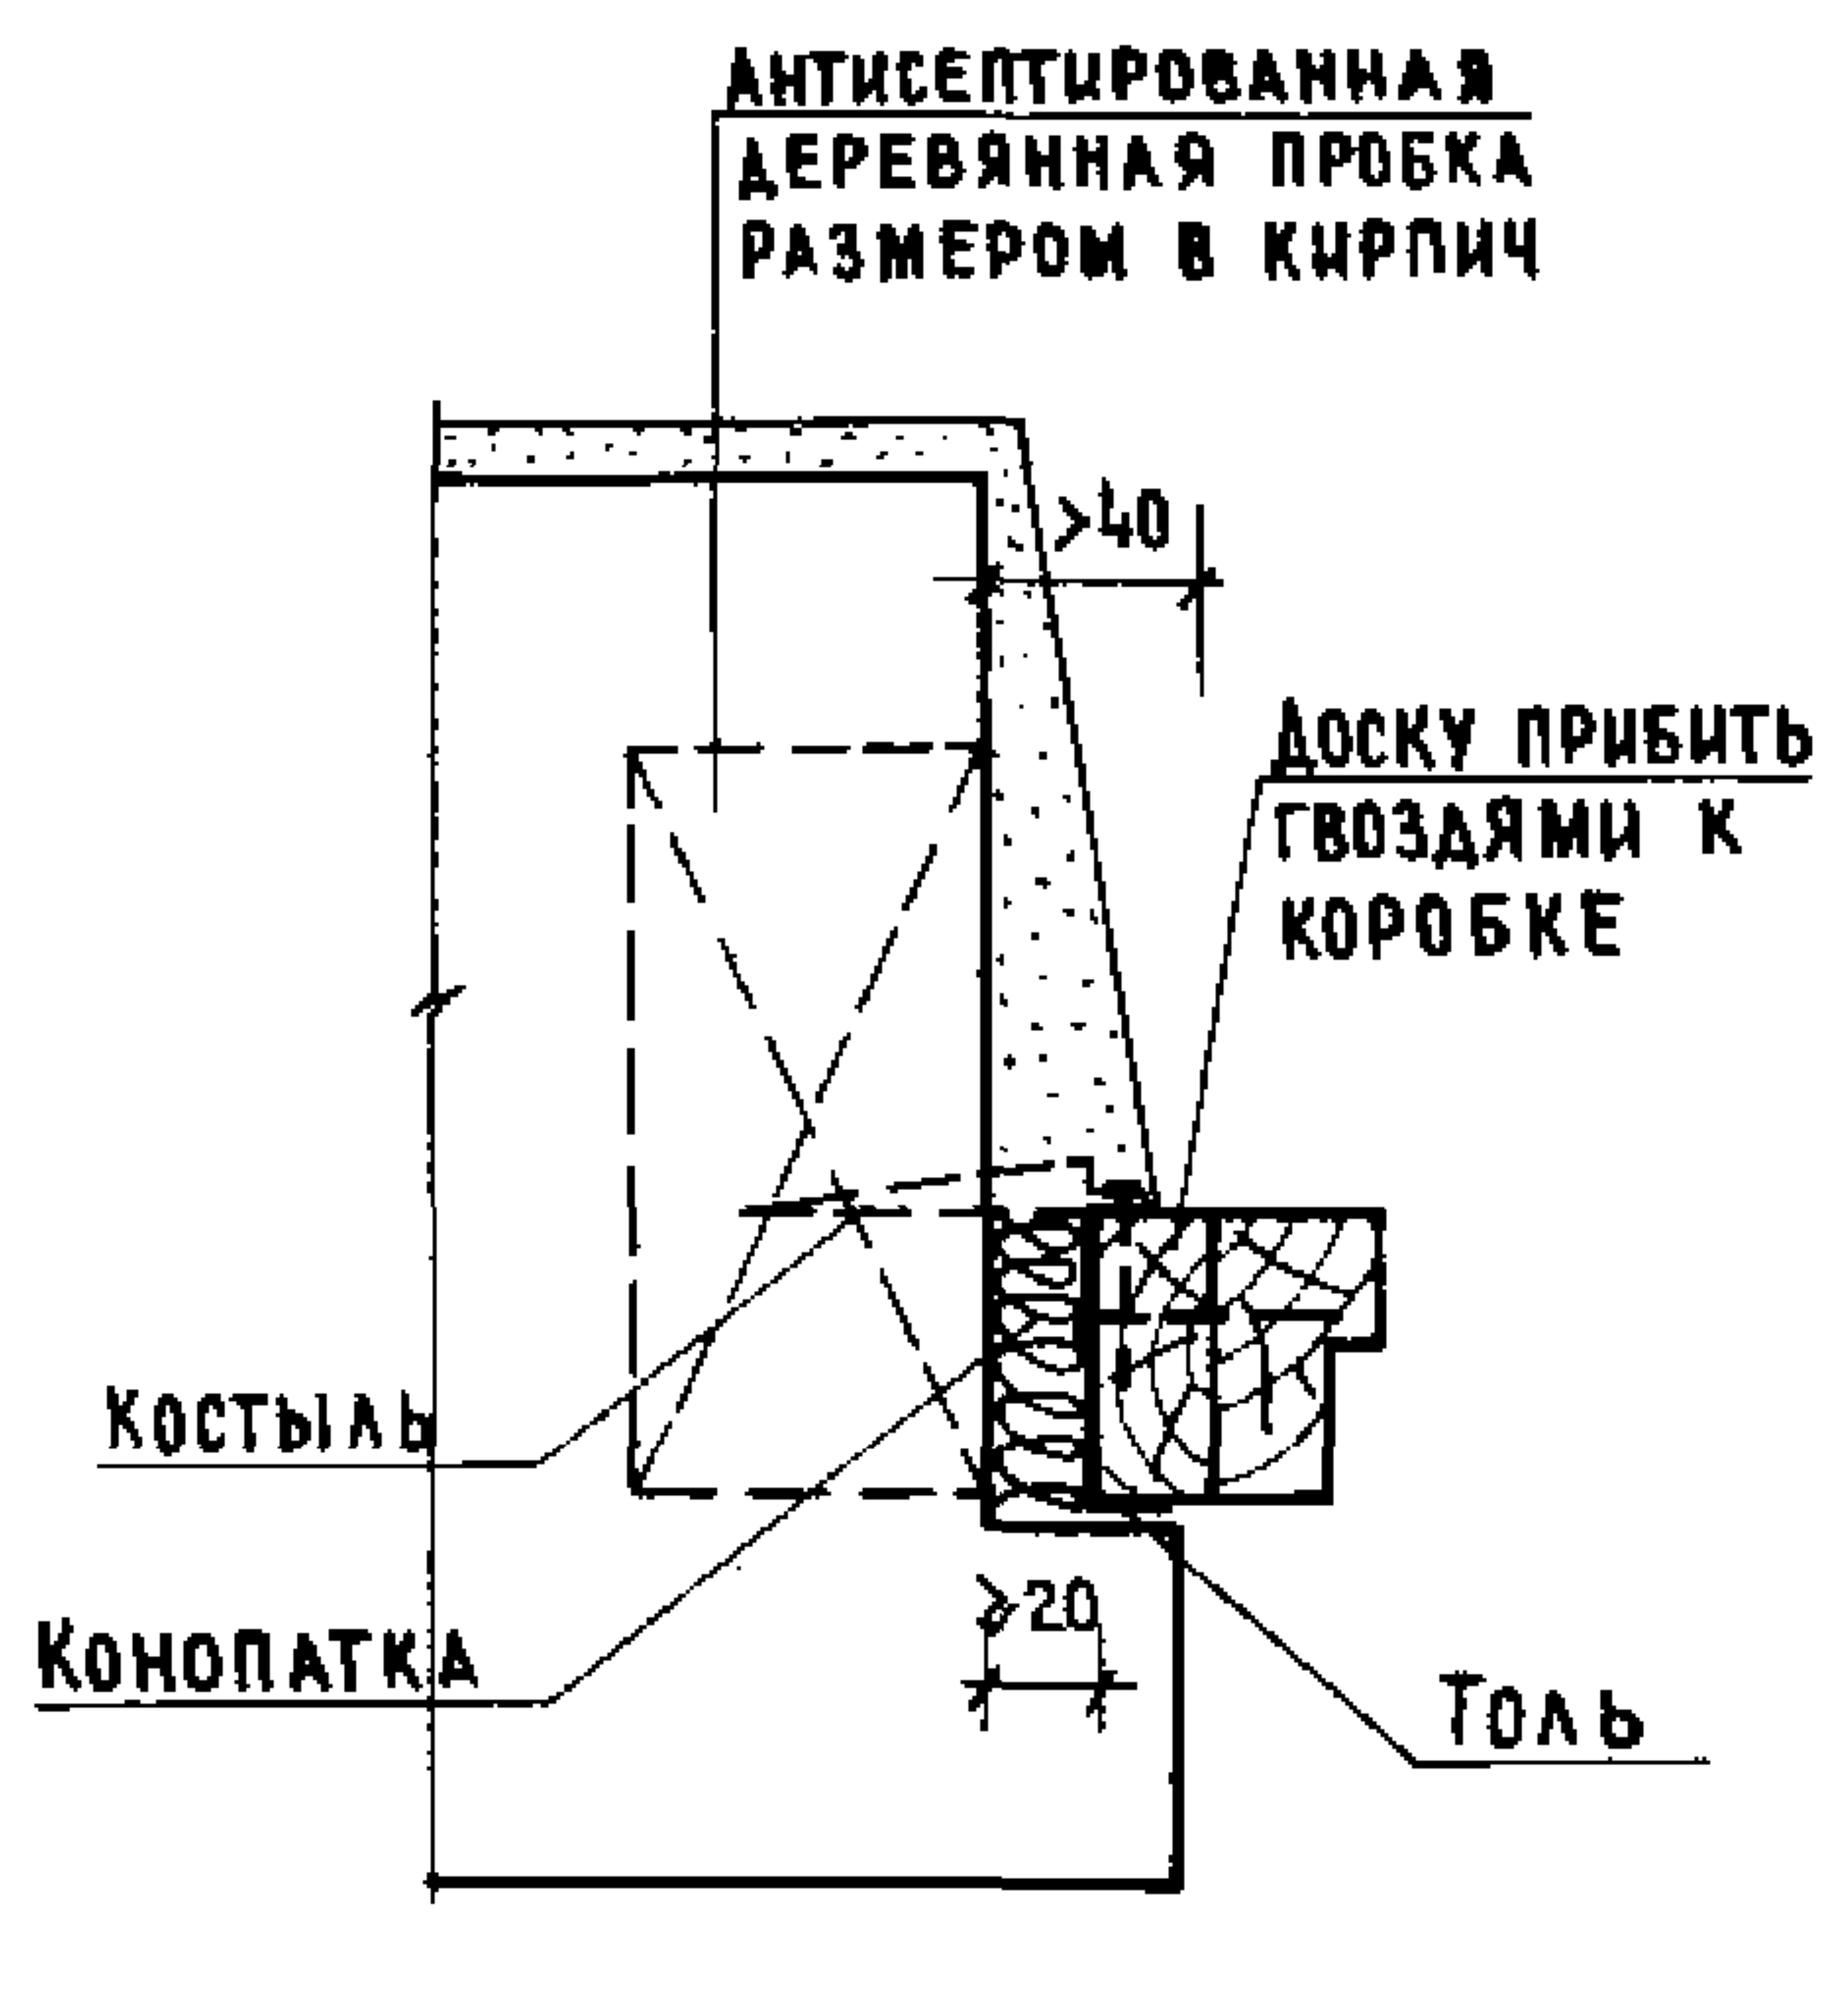 Антисептированная
деревянная пробка
размером в кирпич
>40
Доску прибить
гвоздями к
коробке
Костыль
Конопатка
⩾20
Толь